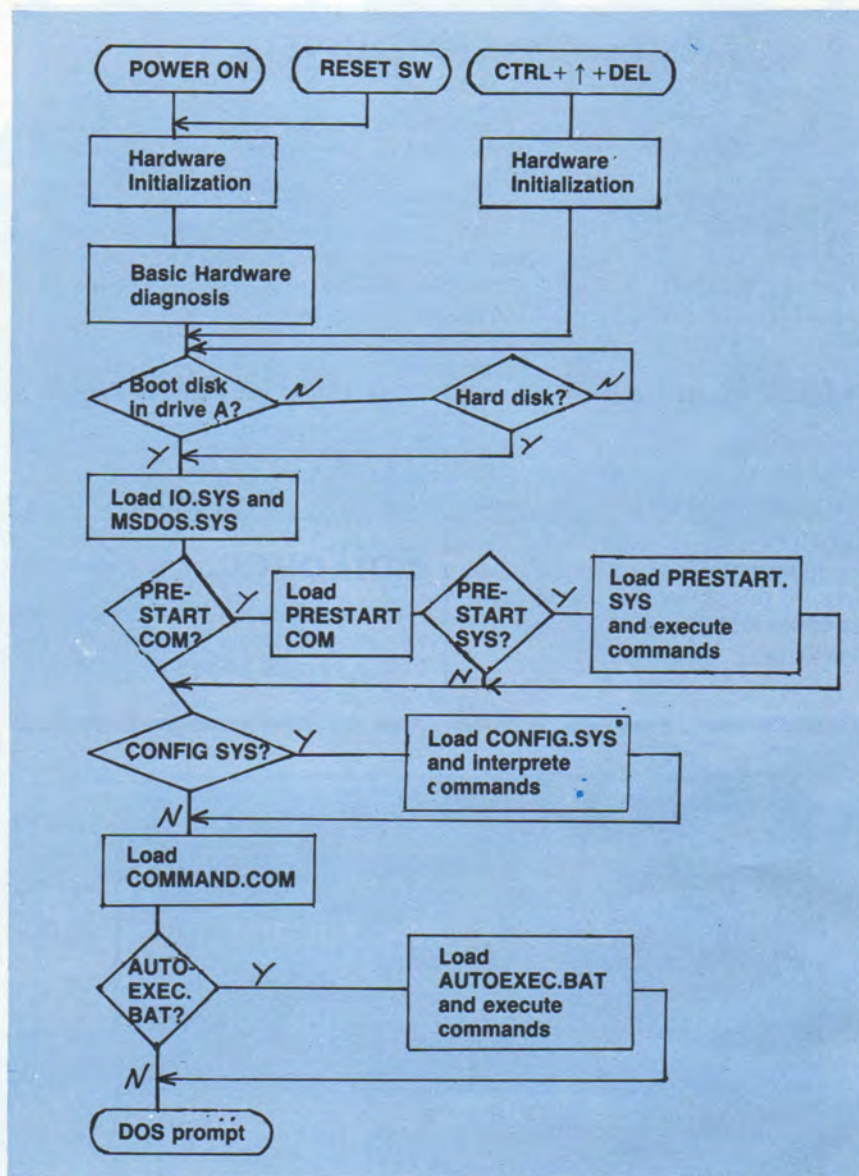 POWER ON
RESET SW
CTRL+ ↑ +DEL
Hardware
Initialization
Hardware
Initialization
Basic Hardware
diagnosis
Boot disk
in drive A?
N
Hard disk?
N
Y
Y
Load IO.SYS and
MSDOS.SYS
PRE-
START
COM?
Y
Load
PRESTART
COM
PRE-
START
SYS?
Y
Load PRESTART.
SYS
and execute
commands
N
CONFIG SYS?
Y
Load CONFIG.SYS
and interprete
commands
N
Load
COMMAND.COM
AUTO-
EXEC.
BAT?
Y
Load
AUTOEXEC.BAT
and execute
commands
N
DOS prompt